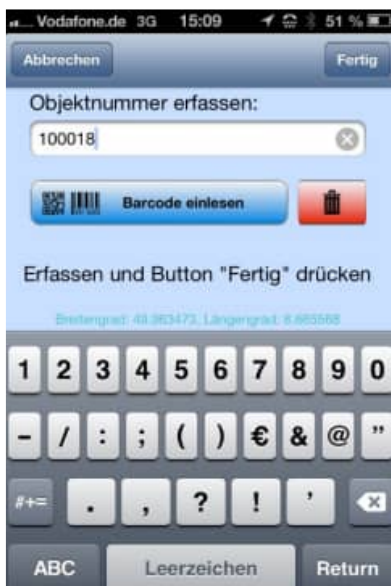 Vodafone.de 3G 15:09 51 %
Abbrechen Fertig
Objektnummer erfassen:
100018
Barcode einlesen
Erfassen und Button "Fertig" drücken
Breitengrad: 49.963473, Längengrad: 8.665568
1 2 3 4 5 6 7 8 9 0
- / : ; ( ) € & @ "
#+= . , ? ! '
ABC Leerzeichen Return